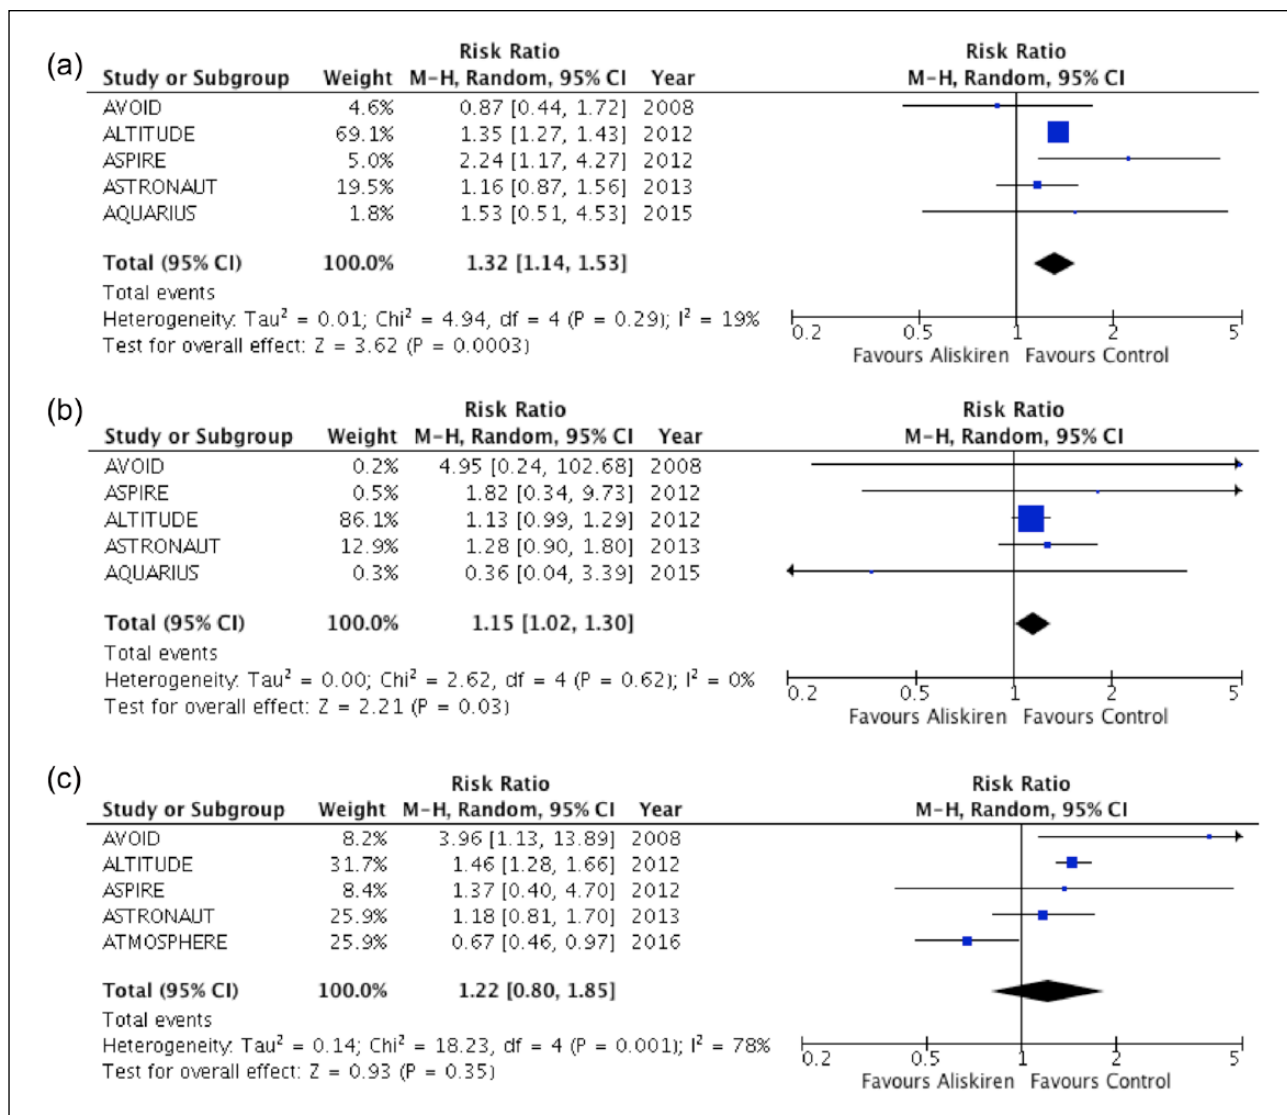 (a)
Risk Ratio Risk Ratio
Study or Subgroup Weight M-H, Random, 95% CI Year M-H, Random, 95% CI
AVOID 4.6% 0.87 [0.44, 1.72] 2008
ALTITUDE 69.1% 1.35 [1.27, 1.43] 2012
ASPIRE 5.0% 2.24 [1.17, 4.27] 2012
ASTRONAUT 19.5% 1.16 [0.87, 1.56] 2013
AQUARIUS 1.8% 1.53 [0.51, 4.53] 2015
Total (95% CI) 100.0% 1.32 [1.14, 1.53]
Total events
Heterogeneity: Tau² = 0.01; Chi² = 4.94, df = 4 (P = 0.29); I² = 19%
Test for overall effect: Z = 3.62 (P = 0.0003)
0.2 0.5 1 2 5
Favours Aliskiren Favours Control
(b)
Risk Ratio Risk Ratio
Study or Subgroup Weight M-H, Random, 95% CI Year M-H, Random, 95% CI
AVOID 0.2% 4.95 [0.24, 102.68] 2008
ASPIRE 0.5% 1.82 [0.34, 9.73] 2012
ALTITUDE 86.1% 1.13 [0.99, 1.29] 2012
ASTRONAUT 12.9% 1.28 [0.90, 1.80] 2013
AQUARIUS 0.3% 0.36 [0.04, 3.39] 2015
Total (95% CI) 100.0% 1.15 [1.02, 1.30]
Total events
Heterogeneity: Tau² = 0.00; Chi² = 2.62, df = 4 (P = 0.62); I² = 0%
Test for overall effect: Z = 2.21 (P = 0.03)
0.2 0.5 1 2 5
Favours Aliskiren Favours Control
(c)
Risk Ratio Risk Ratio
Study or Subgroup Weight M-H, Random, 95% CI Year M-H, Random, 95% CI
AVOID 8.2% 3.96 [1.13, 13.89] 2008
ALTITUDE 31.7% 1.46 [1.28, 1.66] 2012
ASPIRE 8.4% 1.37 [0.40, 4.70] 2012
ASTRONAUT 25.9% 1.18 [0.81, 1.70] 2013
ATMOSPHERE 25.9% 0.67 [0.46, 0.97] 2016
Total (95% CI) 100.0% 1.22 [0.80, 1.85]
Total events
Heterogeneity: Tau² = 0.14; Chi² = 18.23, df = 4 (P = 0.001); I² = 78%
Test for overall effect: Z = 0.93 (P = 0.35)
0.2 0.5 1 2 5
Favours Aliskiren Favours Control